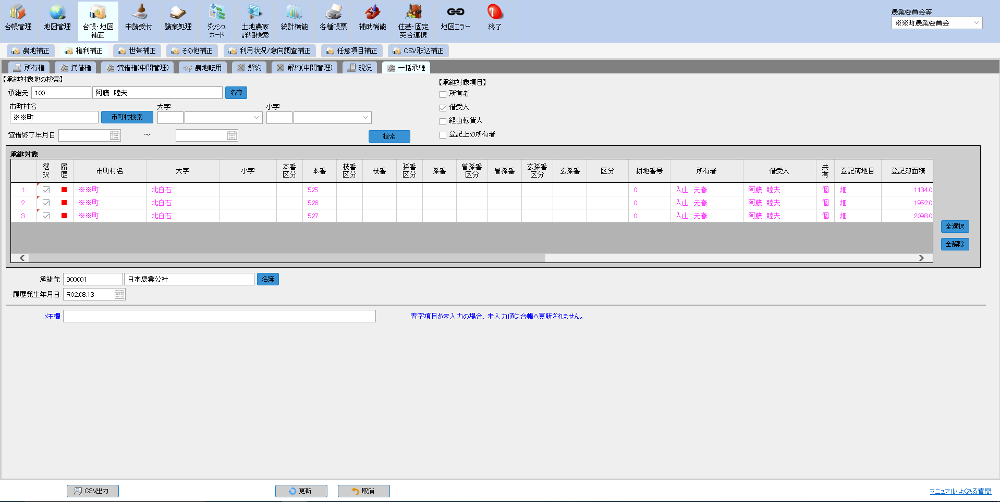 台帳管理 地図管理 台帳・地図補正 申請受付 議案処理 ダッシュボード 土地農家詳細検索 統計機能 各種帳票 補助機能 住基・固定突合連携 地図エラー 終了
農業委員会等
※※町農業委員会
農地補正 権利補正 世帯補正 その他補正 利用状況/意向調査補正 任意項目補正 CSV取込補正
所有権 貸借権 貸借権(中間管理) 農地転用 解約 解約(中間管理) 現況 一括承継
【承継対象地の検索】
承継元 100 阿藤 睦夫 名簿
市町村名 大字 小字
※※町 市町村検索
貸借終了年月日 ～ 検索
【承継対象項目】
所有者
借受人
経由転貸人
登記上の所有者
承継対象
選択 履歴 市町村名 大字 小字 本番区分 本番 枝番区分 枝番 孫番区分 孫番 曽孫番区分 曽孫番 玄孫番区分 玄孫番 区分 耕地番号 所有者 借受人 共有 登記簿地目 登記簿面積
1 ※※町 北白石 525 0 入山 元春 阿藤 睦夫 個 畑 1184.0
2 ※※町 北白石 526 0 入山 元春 阿藤 睦夫 個 畑 1952.0
3 ※※町 北白石 527 0 入山 元春 阿藤 睦夫 個 畑 2098.0
全選択
全解除
承継先 900001 日本農業公社 名簿
履歴発生年月日 R02.08.13
メモ欄 青字項目が未入力の場合、未入力値は台帳へ更新されません。
CSV出力 更新 取消 マニュアル・よくある質問